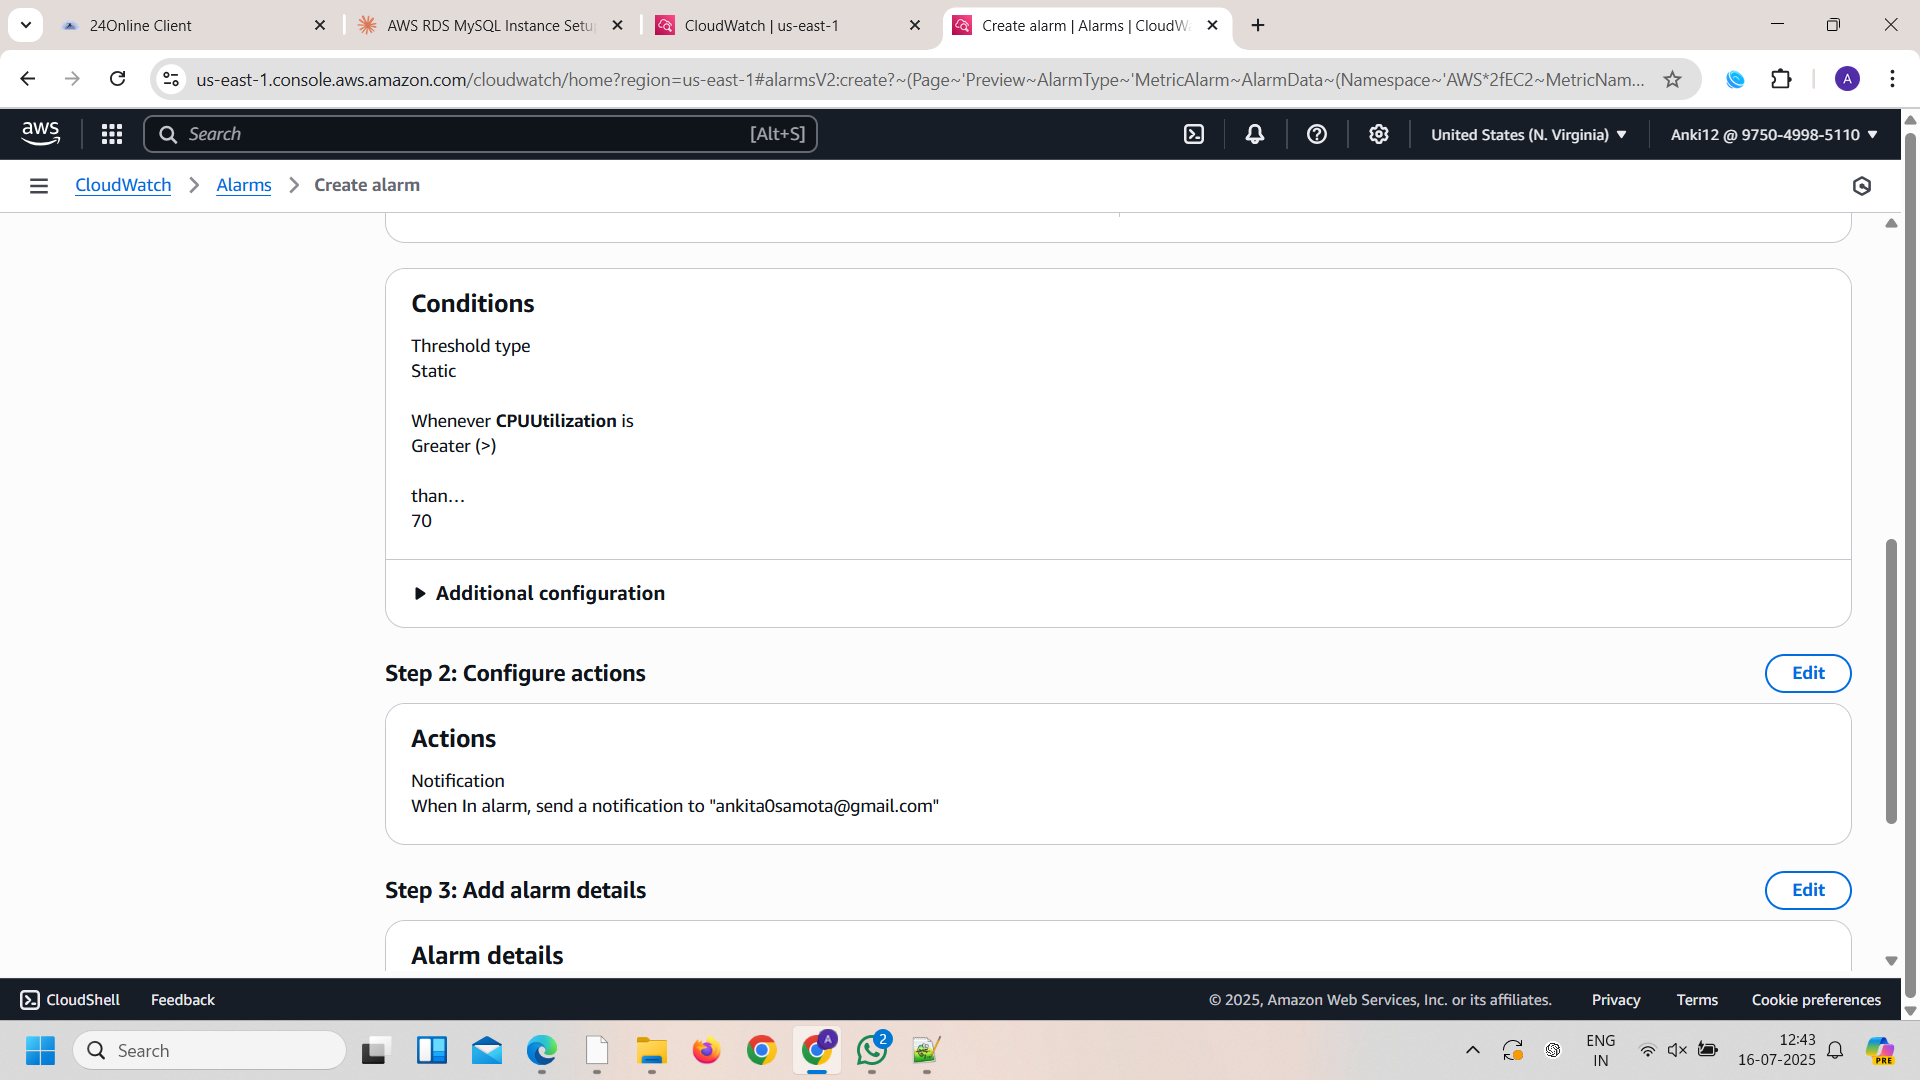 24Online Client
AWS RDS MySQL Instance Setu
CloudWatch | us-east-1
Create alarm | Alarms | CloudWa
us-east-1.console.aws.amazon.com/cloudwatch/home?region=us-east-1#alarmsV2:create?~(Page~'Preview~AlarmType~'MetricAlarm~AlarmData~(Namespace~'AWS*2fEC2~MetricNam...
A
aws
Search
[Alt+S]
United States (N. Virginia)
Anki12 @ 9750-4998-5110
CloudWatch
Alarms
Create alarm
Conditions
Threshold type
Static
Whenever CPUUtilization is
Greater (>)
than...
70
Additional configuration
Step 2: Configure actions
Edit
Actions
Notification
When In alarm, send a notification to "ankita0samota@gmail.com"
Step 3: Add alarm details
Edit
Alarm details
CloudShell
Feedback
© 2025, Amazon Web Services, Inc. or its affiliates.
Privacy
Terms
Cookie preferences
Search
A
2
ENG
IN
12:43
16-07-2025
PRE